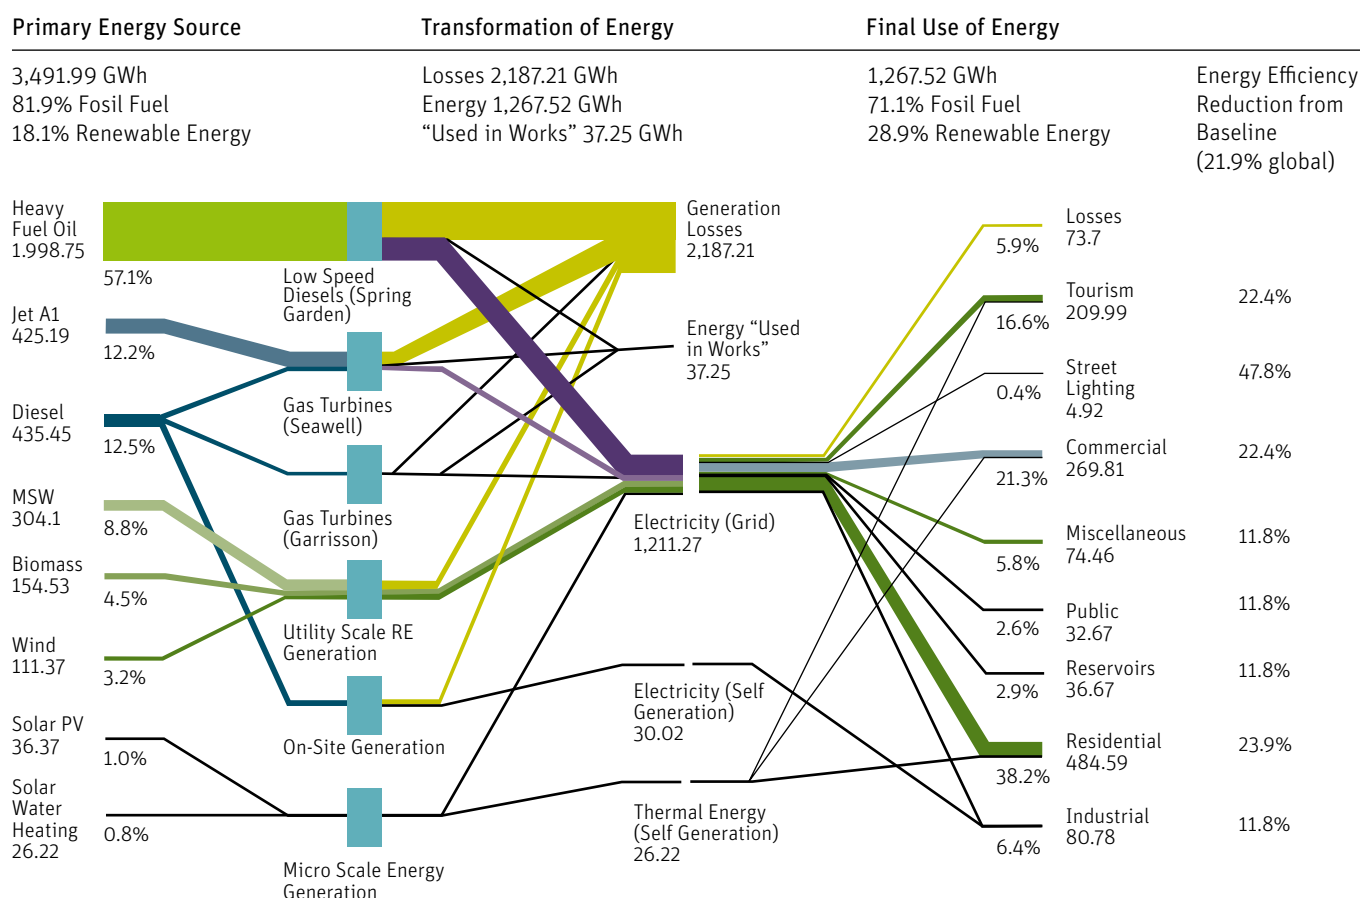 Primary Energy Source
Transformation of Energy
Final Use of Energy
3,491.99 GWh
81.9% Fosil Fuel
18.1% Renewable Energy
Losses 2,187.21 GWh
Energy 1,267.52 GWh
“Used in Works” 37.25 GWh
1,267.52 GWh
71.1% Fosil Fuel
28.9% Renewable Energy
Energy Efficiency
Reduction from
Baseline
(21.9% global)
Heavy
Fuel Oil
1.998.75
57.1%
Jet A1
425.19
12.2%
Diesel
435.45
12.5%
MSW
304.1
8.8%
Biomass
154.53
4.5%
Wind
111.37
3.2%
Solar PV
36.37
1.0%
Solar
Water
Heating
26.22
0.8%
Low Speed
Diesels (Spring
Garden)
Gas Turbines
(Seawell)
Gas Turbines
(Garrisson)
Utility Scale RE
Generation
On-Site Generation
Micro Scale Energy
Generation
Generation
Losses
2,187.21
Energy “Used
in Works”
37.25
Electricity (Grid)
1,211.27
Electricity (Self
Generation)
30.02
Thermal Energy
(Self Generation)
26.22
Losses
73.7
5.9%
Tourism
209.99
16.6%
22.4%
Street
Lighting
4.92
0.4%
47.8%
Commercial
269.81
21.3%
22.4%
Miscellaneous
74.46
5.8%
11.8%
Public
32.67
2.6%
11.8%
Reservoirs
36.67
2.9%
11.8%
Residential
484.59
38.2%
23.9%
Industrial
80.78
6.4%
11.8%